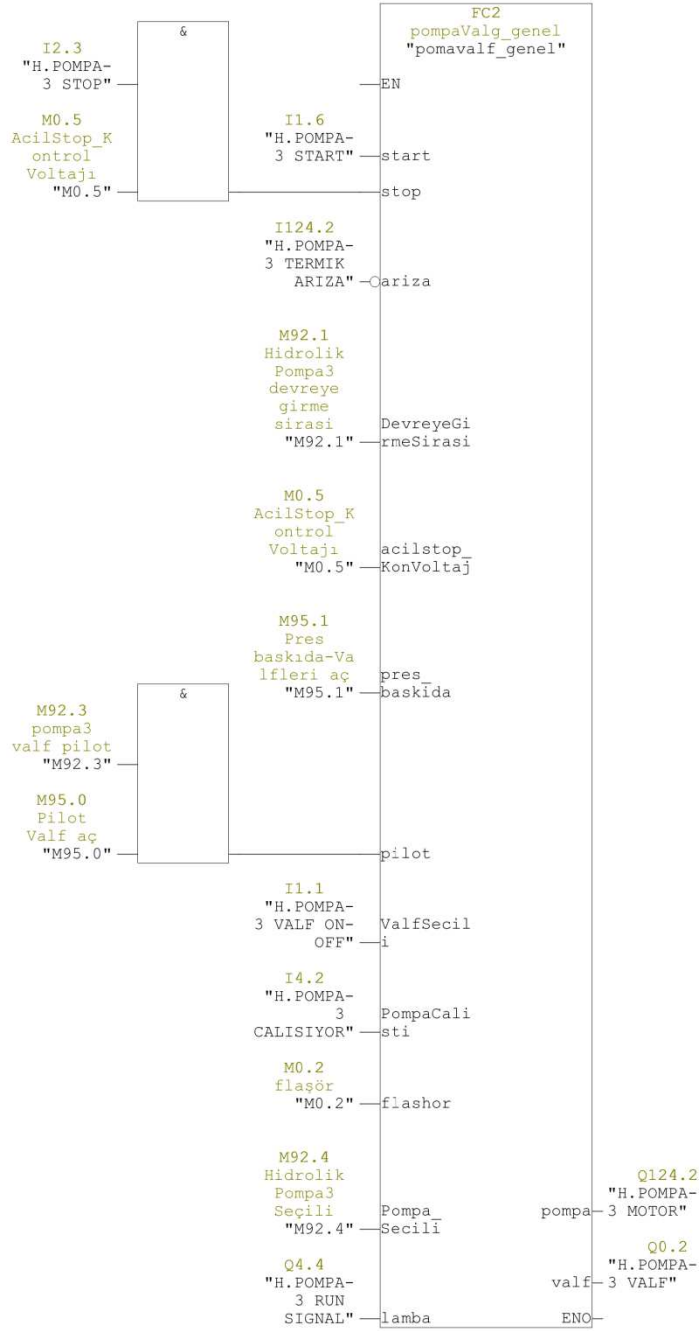 FC2
pompaValg_genel
"pomavalf_genel"
&
I2.3
"H.POMPA-
3 STOP"
EN
M0.5
AcilStop_K
ontrol
Voltajı
"M0.5"
I1.6
"H.POMPA-
3 START"
start
stop
I124.2
"H.POMPA-
3 TERMIK
ARIZA"
ariza
M92.1
Hidrolik
Pompa3
devreye
girme
sirasi
"M92.1"
DevreyeGi
rmeSirasi
M0.5
AcilStop_K
ontrol
Voltajı
"M0.5"
acilstop_
KonVoltaj
M95.1
Pres
baskıda-Va
lfleri aç
"M95.1"
pres_
baskida
&
M92.3
pompa3
valf pilot
"M92.3"
M95.0
Pilot
Valf aç
"M95.0"
pilot
I1.1
"H.POMPA-
3 VALF ON-
OFF"
ValfSecil
i
I4.2
"H.POMPA-
3
CALISIYOR"
PompaCali
sti
M0.2
flaşör
"M0.2"
flashor
M92.4
Hidrolik
Pompa3
Seçili
"M92.4"
Pompa_
Secili
Q124.2
"H.POMPA-
3 MOTOR"
pompa
Q0.2
"H.POMPA-
3 VALF"
valf
Q4.4
"H.POMPA-
3 RUN
SIGNAL"
lamba
ENO